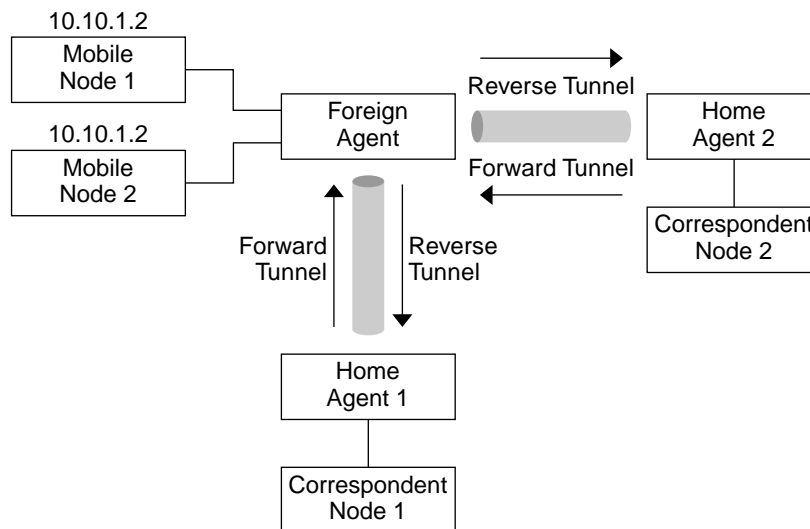 10.10.1.2
Mobile
Node 1
10.10.1.2
Mobile
Node 2
Foreign
Agent
Reverse Tunnel
Forward Tunnel
Home
Agent 2
Correspondent
Node 2
Forward
Tunnel
Reverse
Tunnel
Home
Agent 1
Correspondent
Node 1